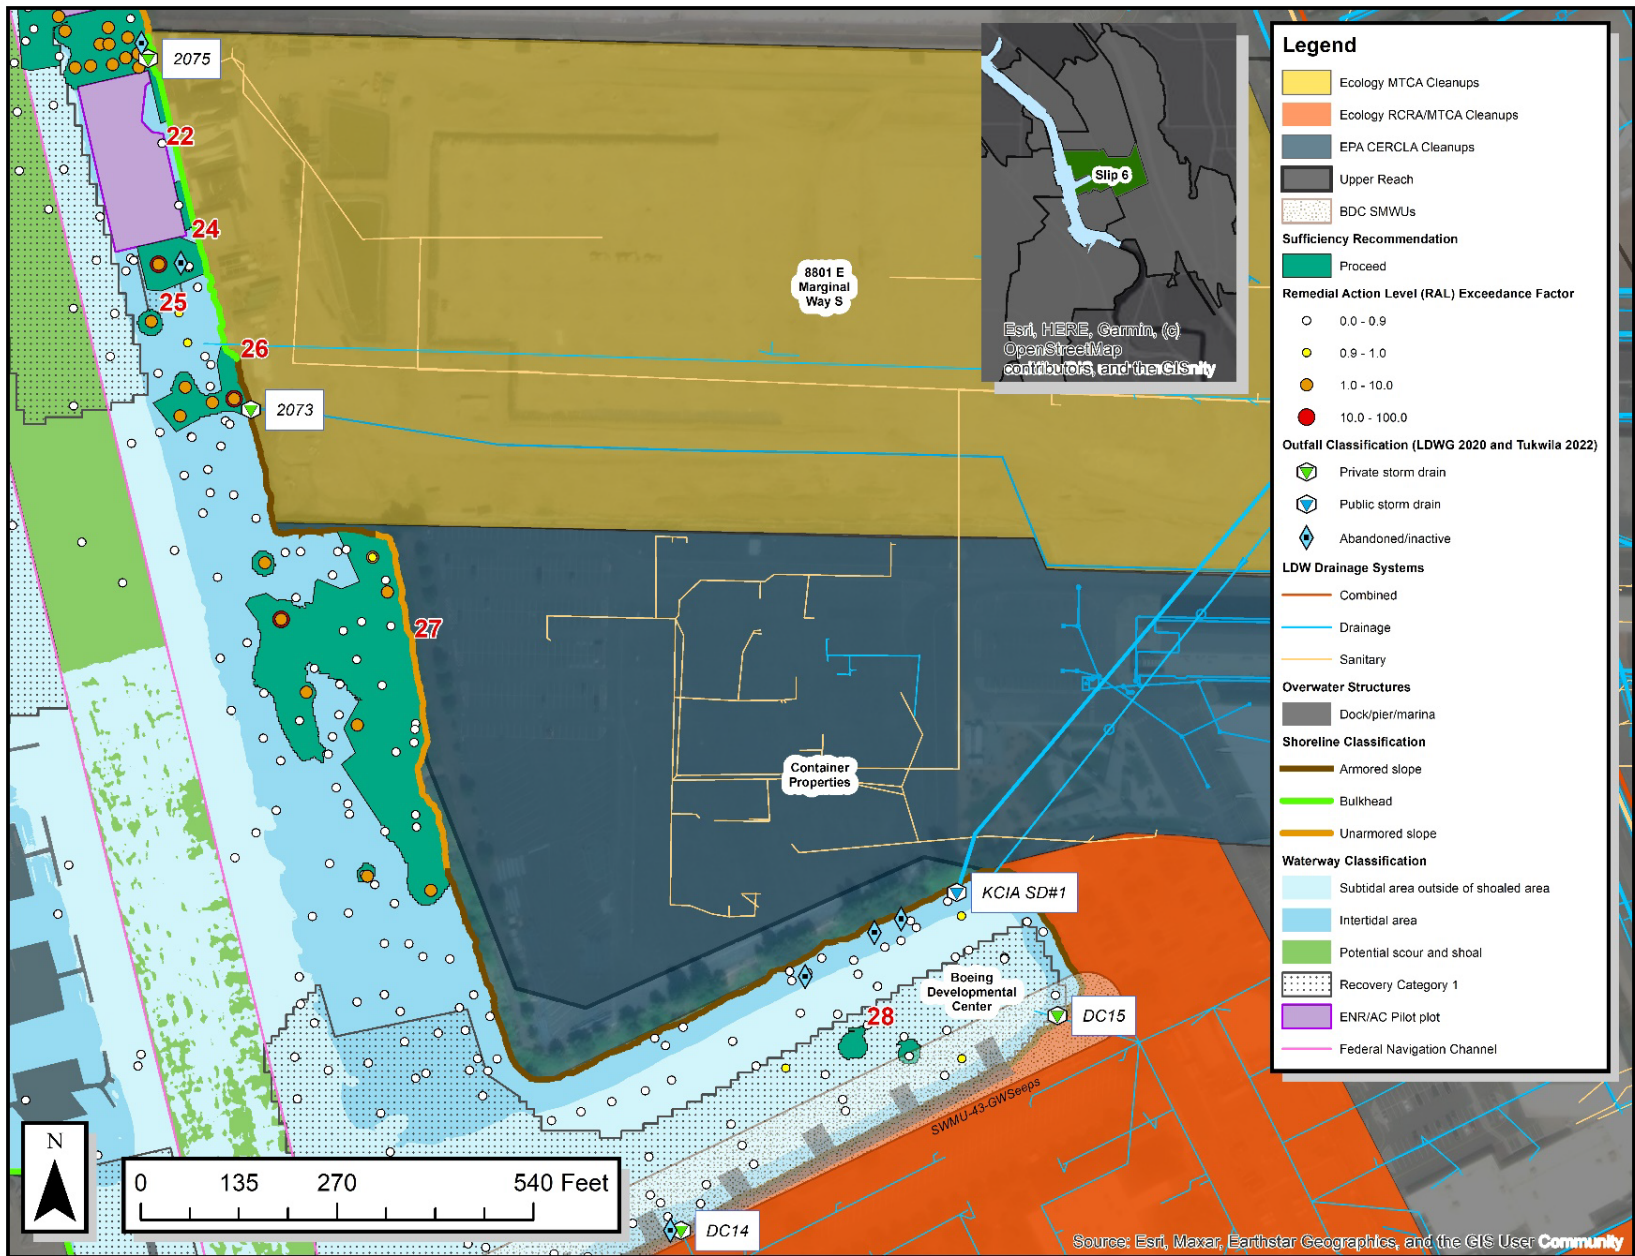 2075
22
24
25
26
2073
27
28
8801 E
Marginal
Way S
Container
Properties
KCIA SD#1
Boeing
Developmental
Center
DC15
SWMU-43-GWSeeps
DC14
Slip 6
Esri, HERE, Garmin, (c)
OpenStreetMap
contributors, and the GIS
Legend
Ecology MTCA Cleanups
Ecology RCRA/MTCA Cleanups
EPA CERCLA Cleanups
Upper Reach
BDC SMWUs
Sufficiency Recommendation
Proceed
Remedial Action Level (RAL) Exceedance Factor
0.0 - 0.9
0.9 - 1.0
1.0 - 10.0
10.0 - 100.0
Outfall Classification (LDWG 2020 and Tukwila 2022)
Private storm drain
Public storm drain
Abandoned/inactive
LDW Drainage Systems
Combined
Drainage
Sanitary
Overwater Structures
Dock/pier/marina
Shoreline Classification
Armored slope
Bulkhead
Unarmored slope
Waterway Classification
Subtidal area outside of shoaled area
Intertidal area
Potential scour and shoal
Recovery Category 1
ENR/AC Pilot plot
Federal Navigation Channel
N
0 135 270 540 Feet
Source: Esri, Maxar, Earthstar Geographics, and the GIS User Community